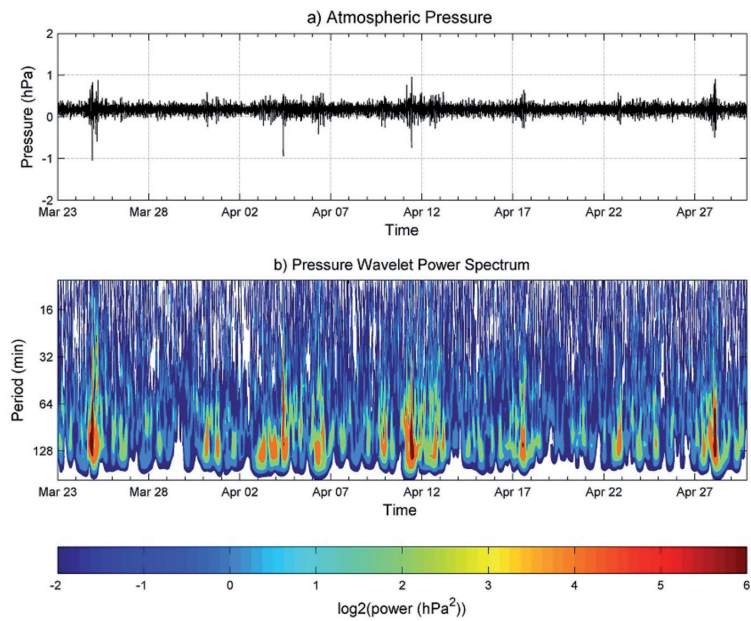 a) Atmospheric Pressure
2
1
0
-1
-2
Pressure (hPa)
Mar 23 Mar 28 Apr 02 Apr 07 Apr 12 Apr 17 Apr 22 Apr 27
Time
b) Pressure Wavelet Power Spectrum
16
32
64
128
Period (min)
Mar 23 Mar 28 Apr 02 Apr 07 Apr 12 Apr 17 Apr 22 Apr 27
Time
-2 -1 0 1 2 3 4 5 6
log2(power (hPa²))